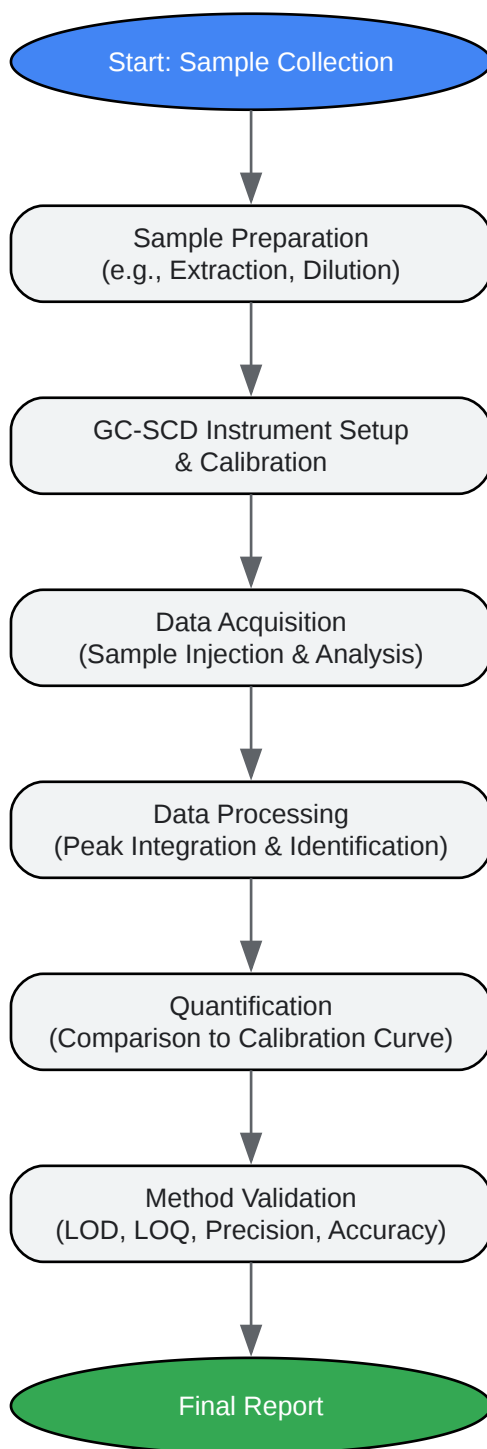 Start: Sample Collection
Sample Preparation
(e.g., Extraction, Dilution)
GC-SCD Instrument Setup
& Calibration
Data Acquisition
(Sample Injection & Analysis)
Data Processing
(Peak Integration & Identification)
Quantification
(Comparison to Calibration Curve)
Method Validation
(LOD, LOQ, Precision, Accuracy)
Final Report